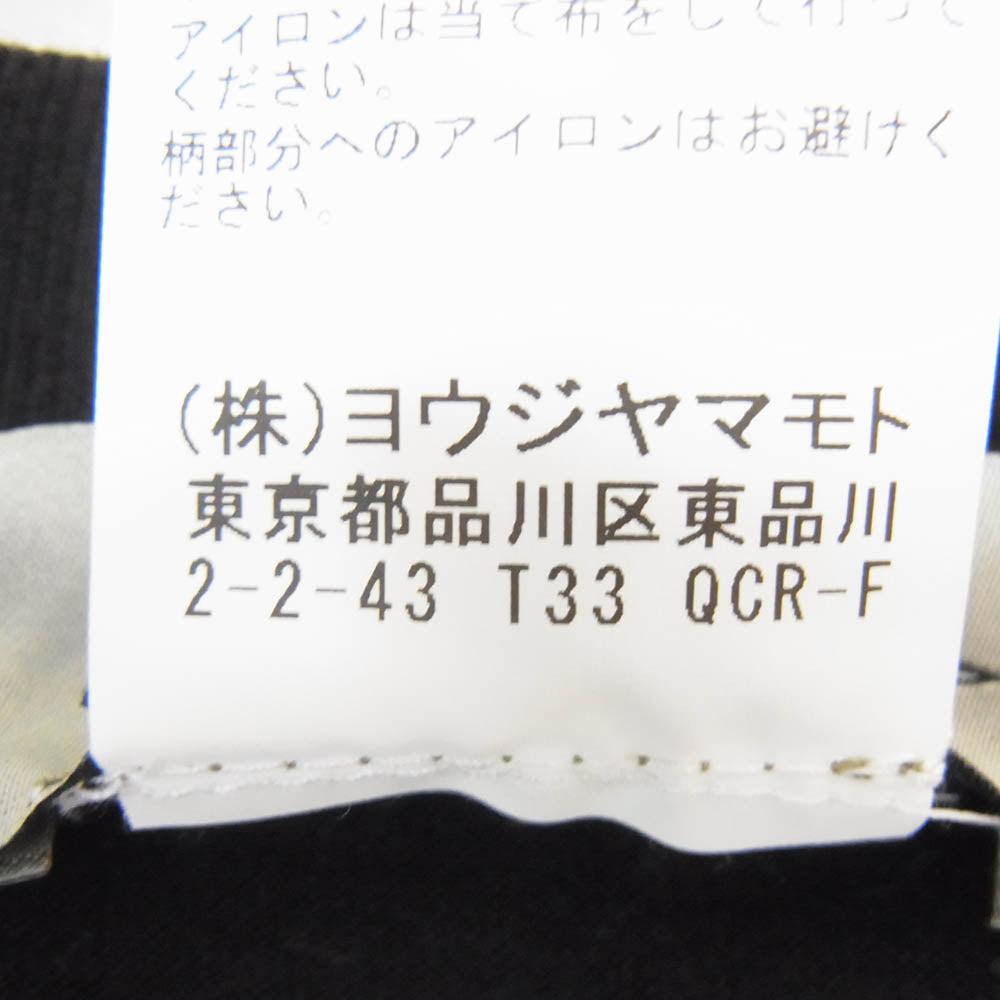 アイロンは当て布をして行って
ください。
柄部分へのアイロンはお避けく
ださい。
(株)ヨウジヤマモト
東京都品川区東品川
2-2-43 T33 QCR-F